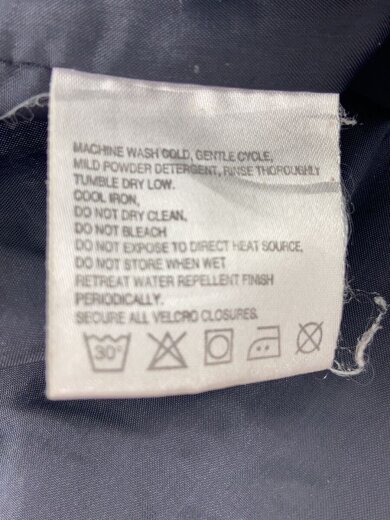 MACHINE WASH COLD, GENTLE CYCLE,
MILD POWDER DETERGENT, RINSE THOROUGHLY
TUMBLE DRY LOW.
COOL IRON,
DO NOT DRY CLEAN,
DO NOT BLEACH
DO NOT EXPOSE TO DIRECT HEAT SOURCE,
DO NOT STORE WHEN WET
RETREAT WATER REPELLENT FINISH
PERIODICALLY.
SECURE ALL VELCRO CLOSURES.
30°